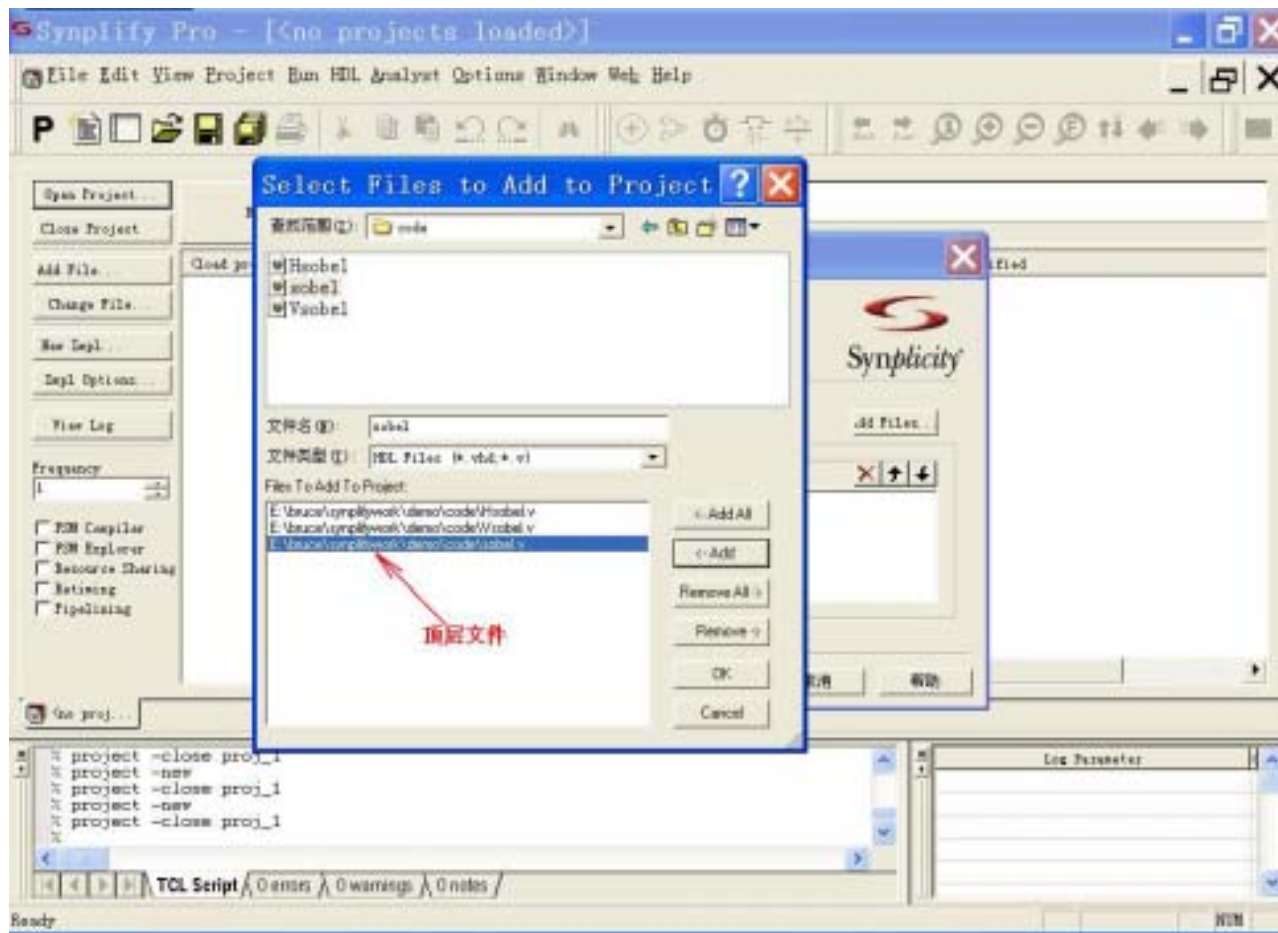 Synplify Pro - [<no projects loaded>]
File Edit View Project Run HDL Analyst Options Window Web Help
P
Select Files to Add to Project
Open Project...
查找范围(I): code
Close Project
Add File...
Hsobel
sobel
Vsobel
Change File...
New Impl...
Synplicity
Impl Options...
View Log
文件名(N): sobel
文件类型(T): HDL Files (*.vhd;*.v)
Frequency
1
Files To Add To Project:
E:\bruce\synplifywork\demo\code\Hsobel.v
E:\bruce\synplifywork\demo\code\Vsobel.v
E:\bruce\synplifywork\demo\code\sobel.v
<-Add All
<-Add
Remove All->
Remove ->
OK
Cancel
FSM Compiler
FSM Explorer
Resource Sharing
Retiming
Pipelining
顶层文件
帮助
<no proj...
% project -close proj_1
% project -new
% project -close proj_1
% project -new
% project -close proj_1
%
Log Parameter
TCL Script 0 errors 0 warnings 0 notes
Ready
NUM